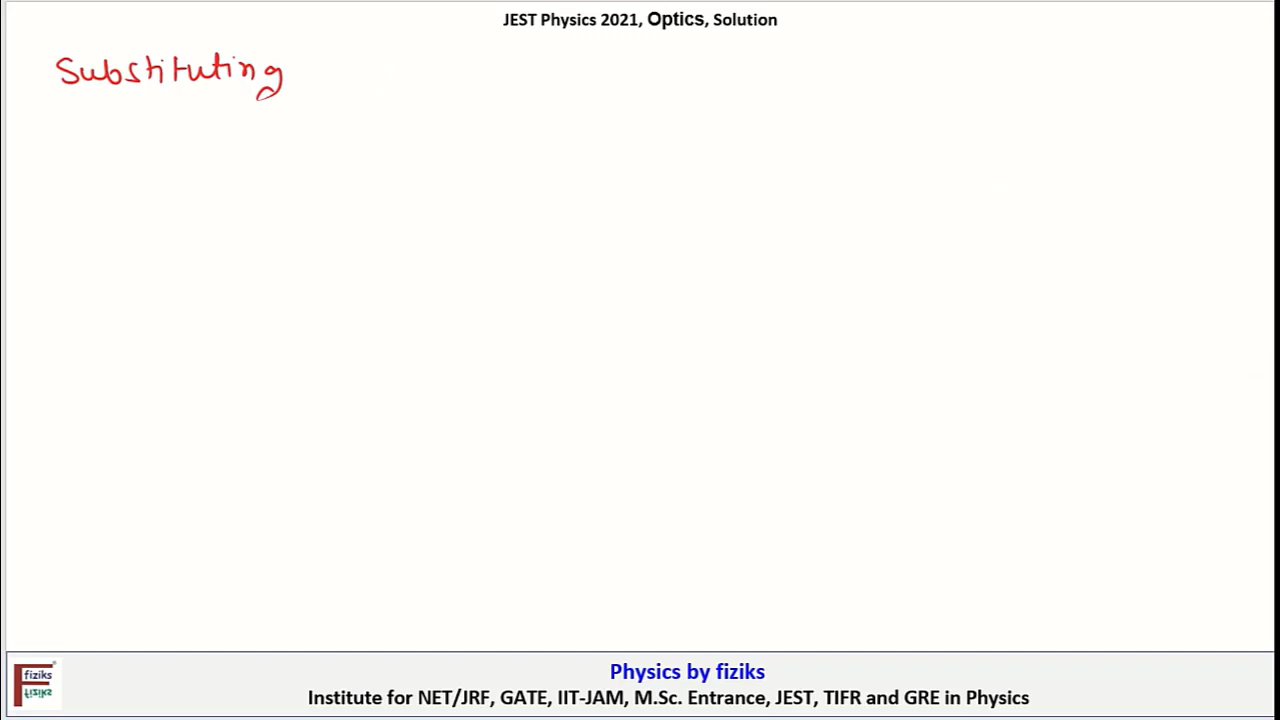 JEST Physics 2021, Optics, Solution
Substituting
fiziks
Physics by fiziks
Institute for NET/JRF, GATE, IIT-JAM, M.Sc. Entrance, JEST, TIFR and GRE in Physics